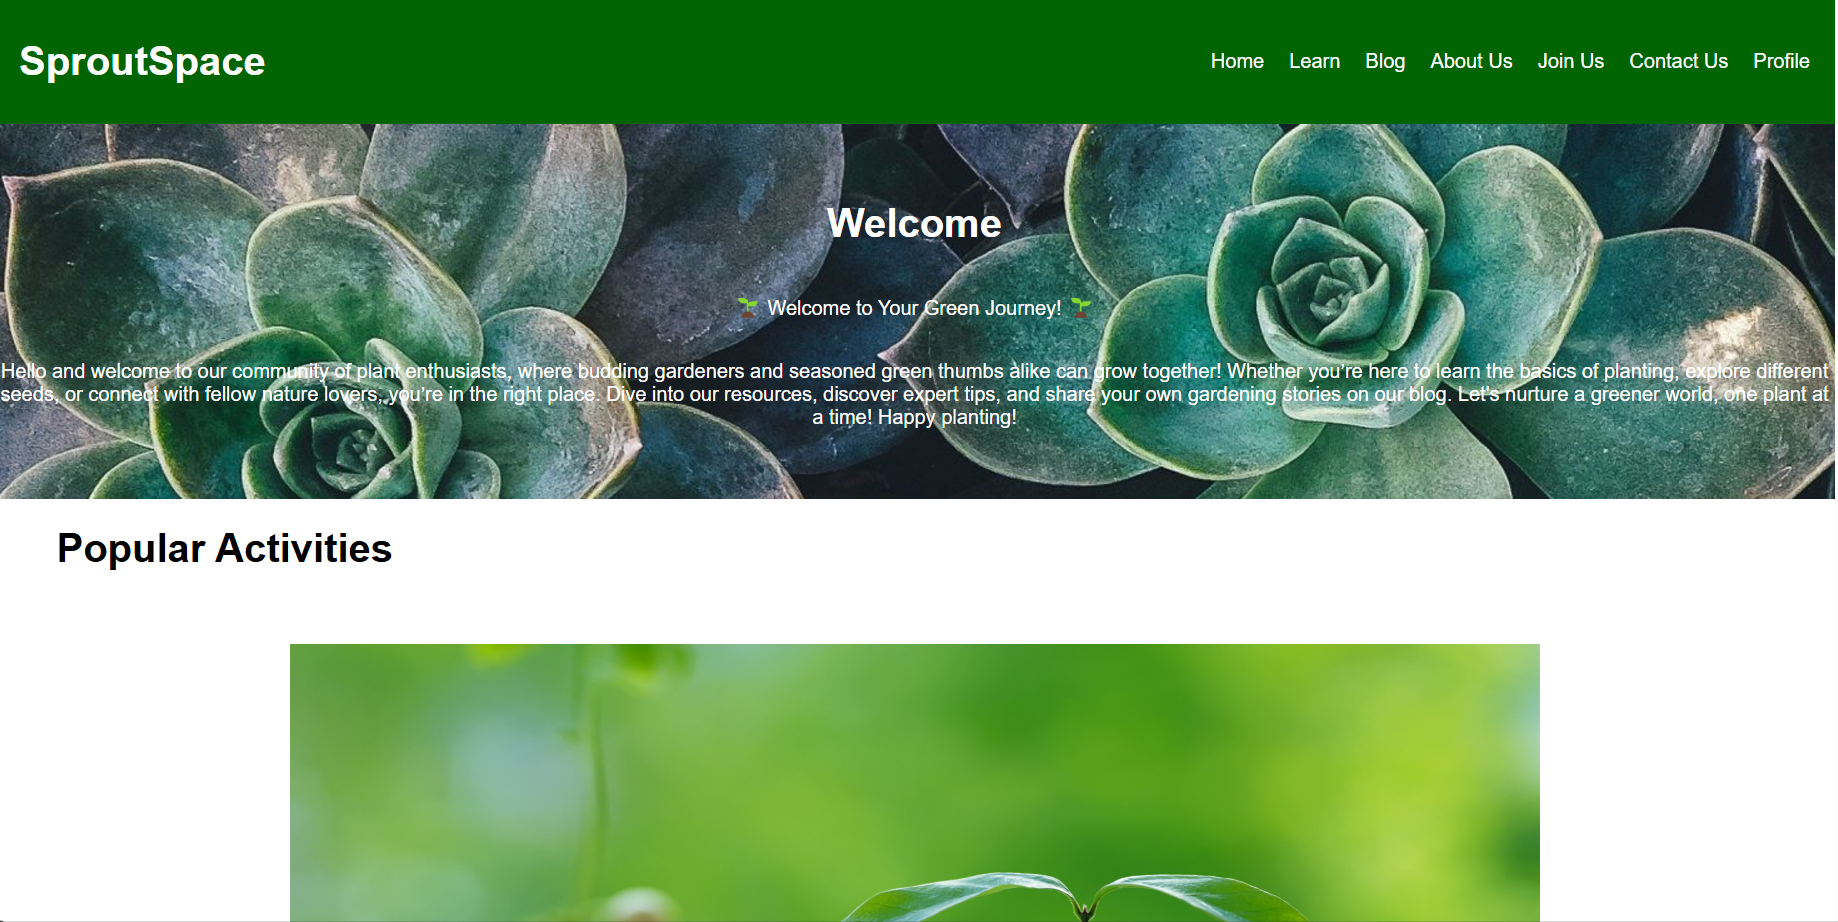 SproutSpace
Home Learn Blog About Us Join Us Contact Us Profile
Welcome
🌱 Welcome to Your Green Journey! 🌱
Hello and welcome to our community of plant enthusiasts, where budding gardeners and seasoned green thumbs alike can grow together! Whether you’re here to learn the basics of planting, explore different
seeds, or connect with fellow nature lovers, you’re in the right place. Dive into our resources, discover expert tips, and share your own gardening stories on our blog. Let's nurture a greener world, one plant at
a time! Happy planting!
Popular Activities